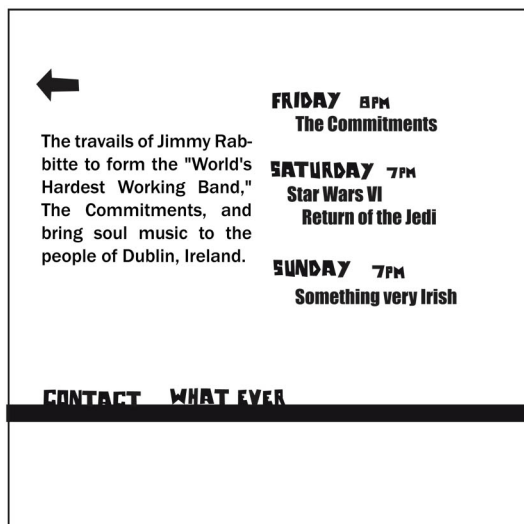 The travails of Jimmy Rab-
bitte to form the "World's
Hardest Working Band,"
The Commitments, and
bring soul music to the
people of Dublin, Ireland.
FRIDAY 8PM
The Commitments
SATURDAY 7PM
Star Wars VI
Return of the Jedi
SUNDAY 7PM
Something very Irish
CONTACT WHAT EVER